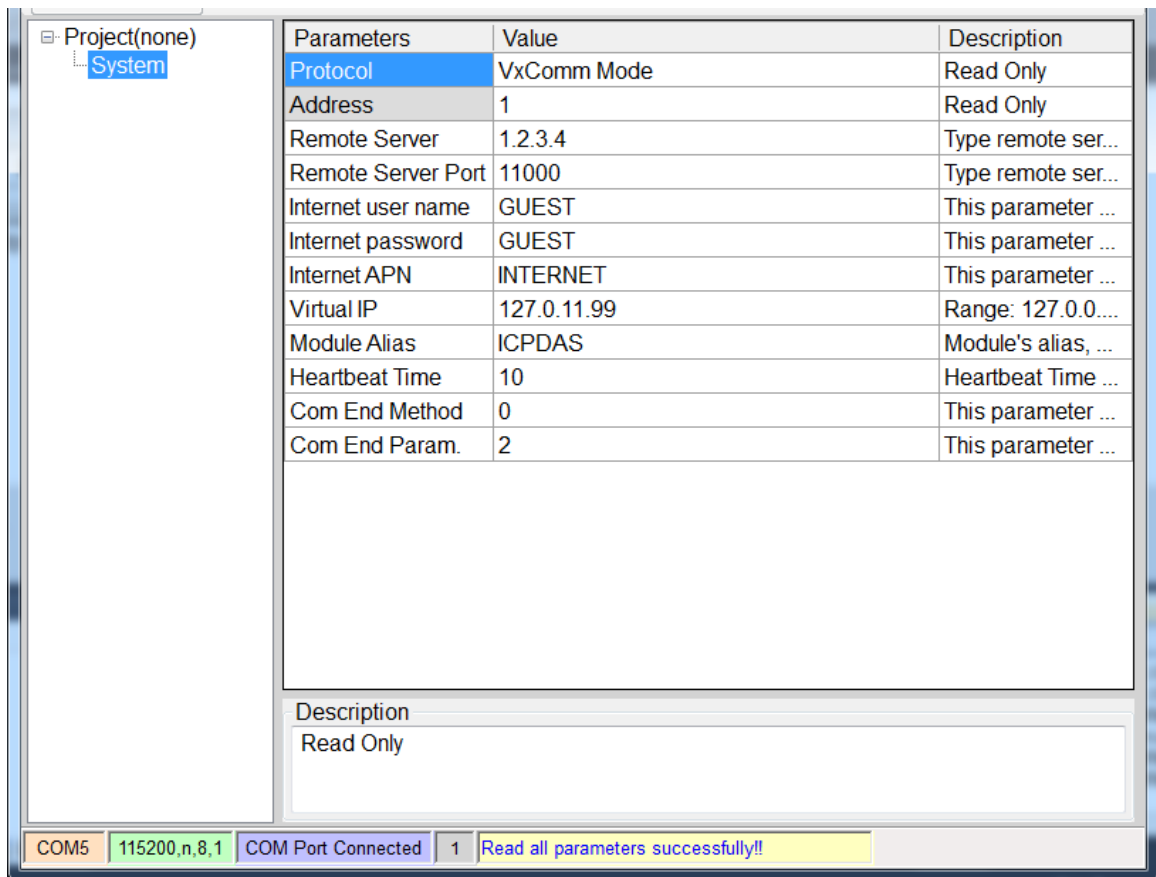 Project(none)
System
Parameters Value Description
Protocol VxComm Mode Read Only
Address 1 Read Only
Remote Server 1.2.3.4 Type remote ser...
Remote Server Port 11000 Type remote ser...
Internet user name GUEST This parameter ...
Internet password GUEST This parameter ...
Internet APN INTERNET This parameter ...
Virtual IP 127.0.11.99 Range: 127.0.0....
Module Alias ICPDAS Module's alias, ...
Heartbeat Time 10 Heartbeat Time ...
Com End Method 0 This parameter ...
Com End Param. 2 This parameter ...
Description
Read Only
COM5 115200,n,8,1 COM Port Connected 1 Read all parameters successfully!!